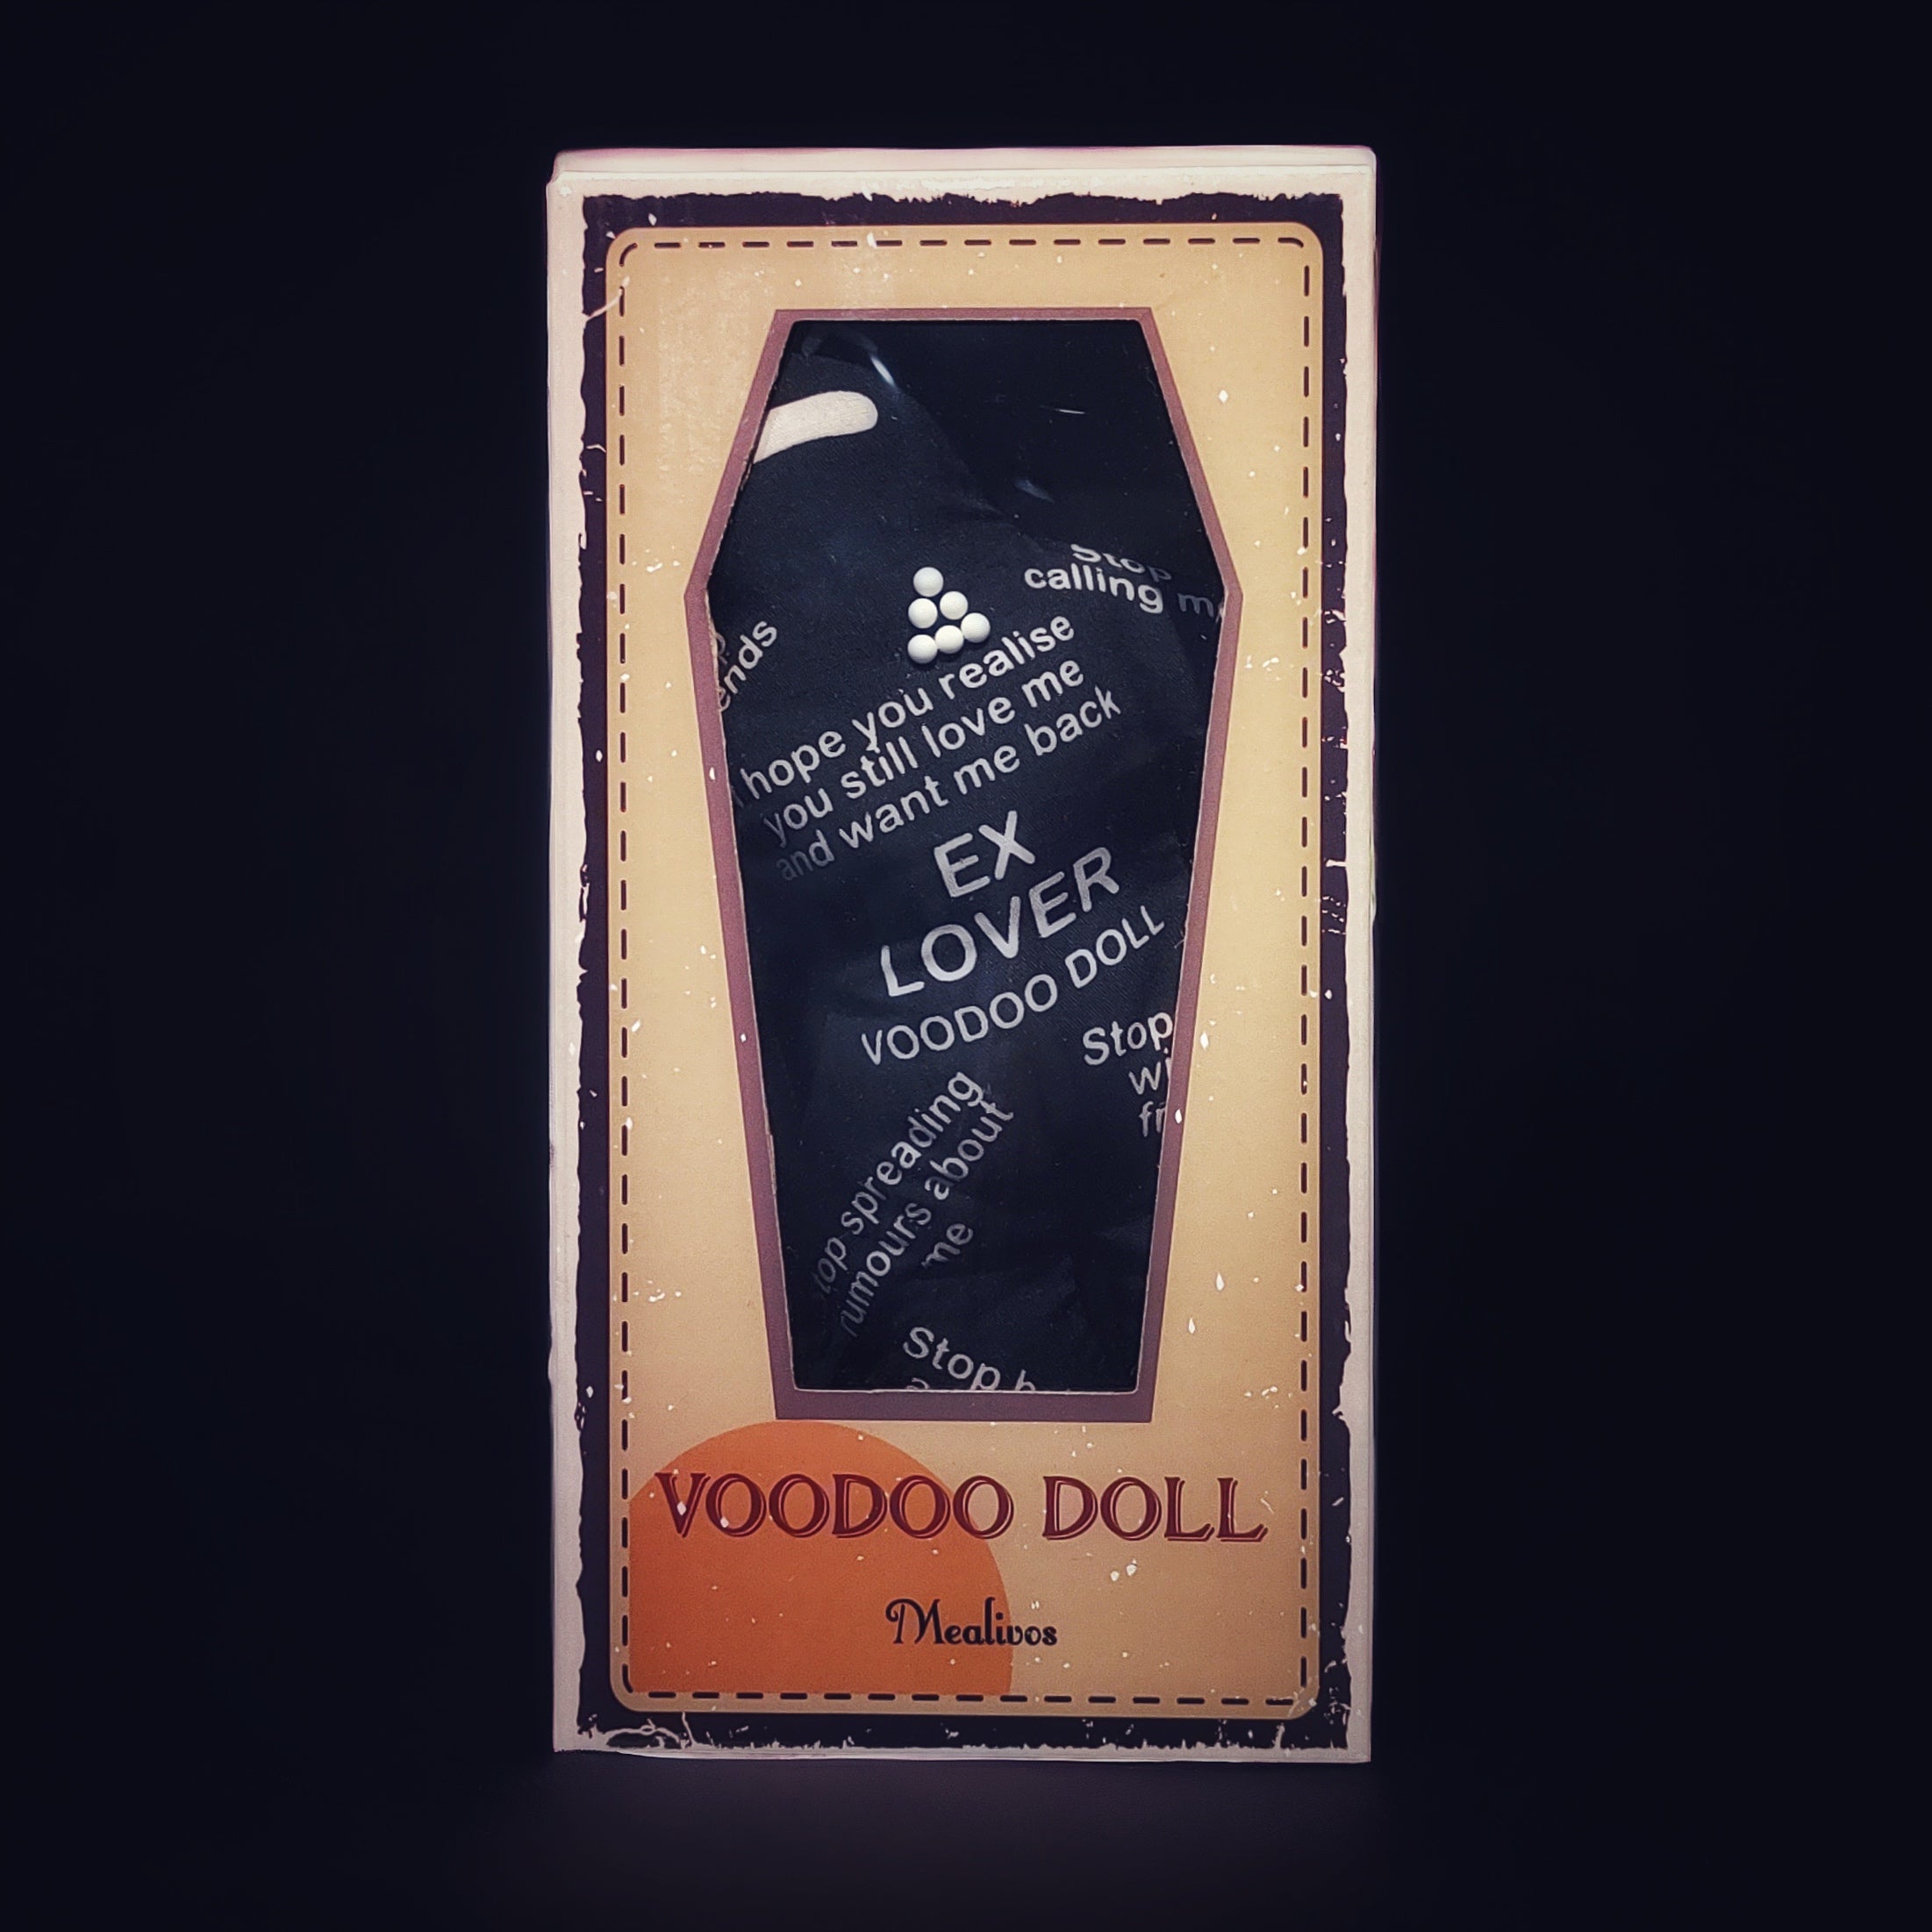 Stop
calling
hope you realise
you still love me
and want me back
EX
LOVER
VOODOO DOLL
Stop
spreading
rumours about
me
Stop
VOODOO DOLL
Mealivos